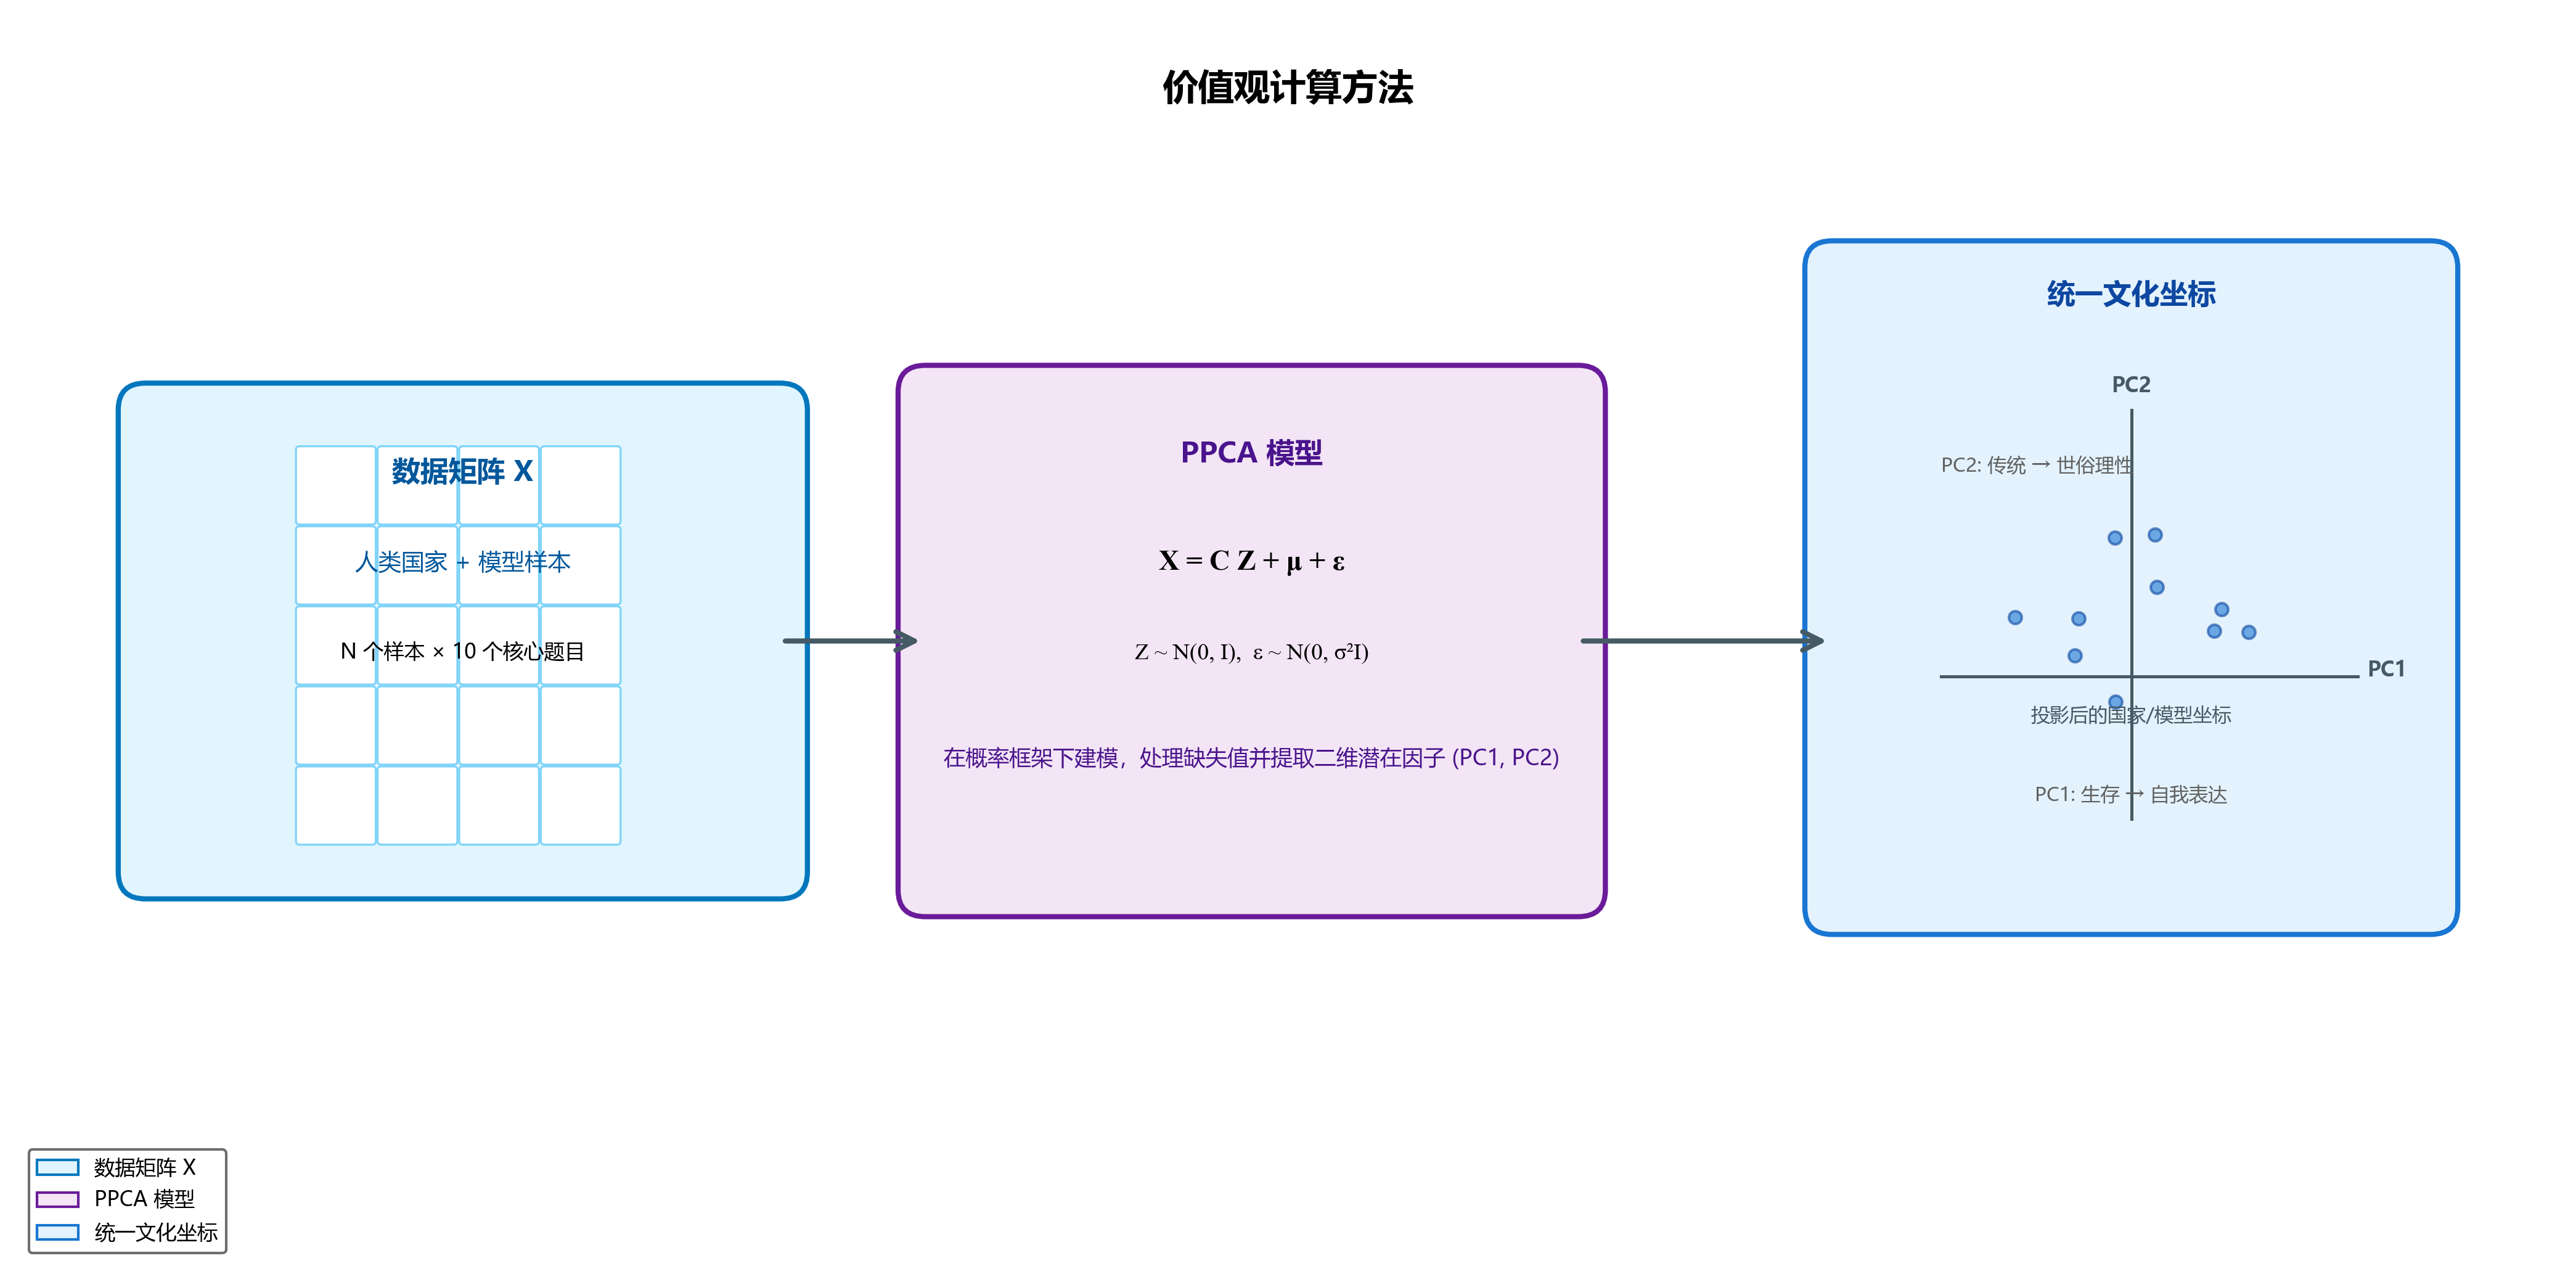 价值观计算方法
数据矩阵 X
人类国家 + 模型样本
N 个样本 × 10 个核心题目
PPCA 模型
X = C Z + μ + ε
Z ~ N(0, I), ε ~ N(0, σ²I)
在概率框架下建模，处理缺失值并提取二维潜在因子 (PC1, PC2)
统一文化坐标
PC2
PC2: 传统 → 世俗理性
PC1
投影后的国家/模型坐标
PC1: 生存 → 自我表达
数据矩阵 X
PPCA 模型
统一文化坐标